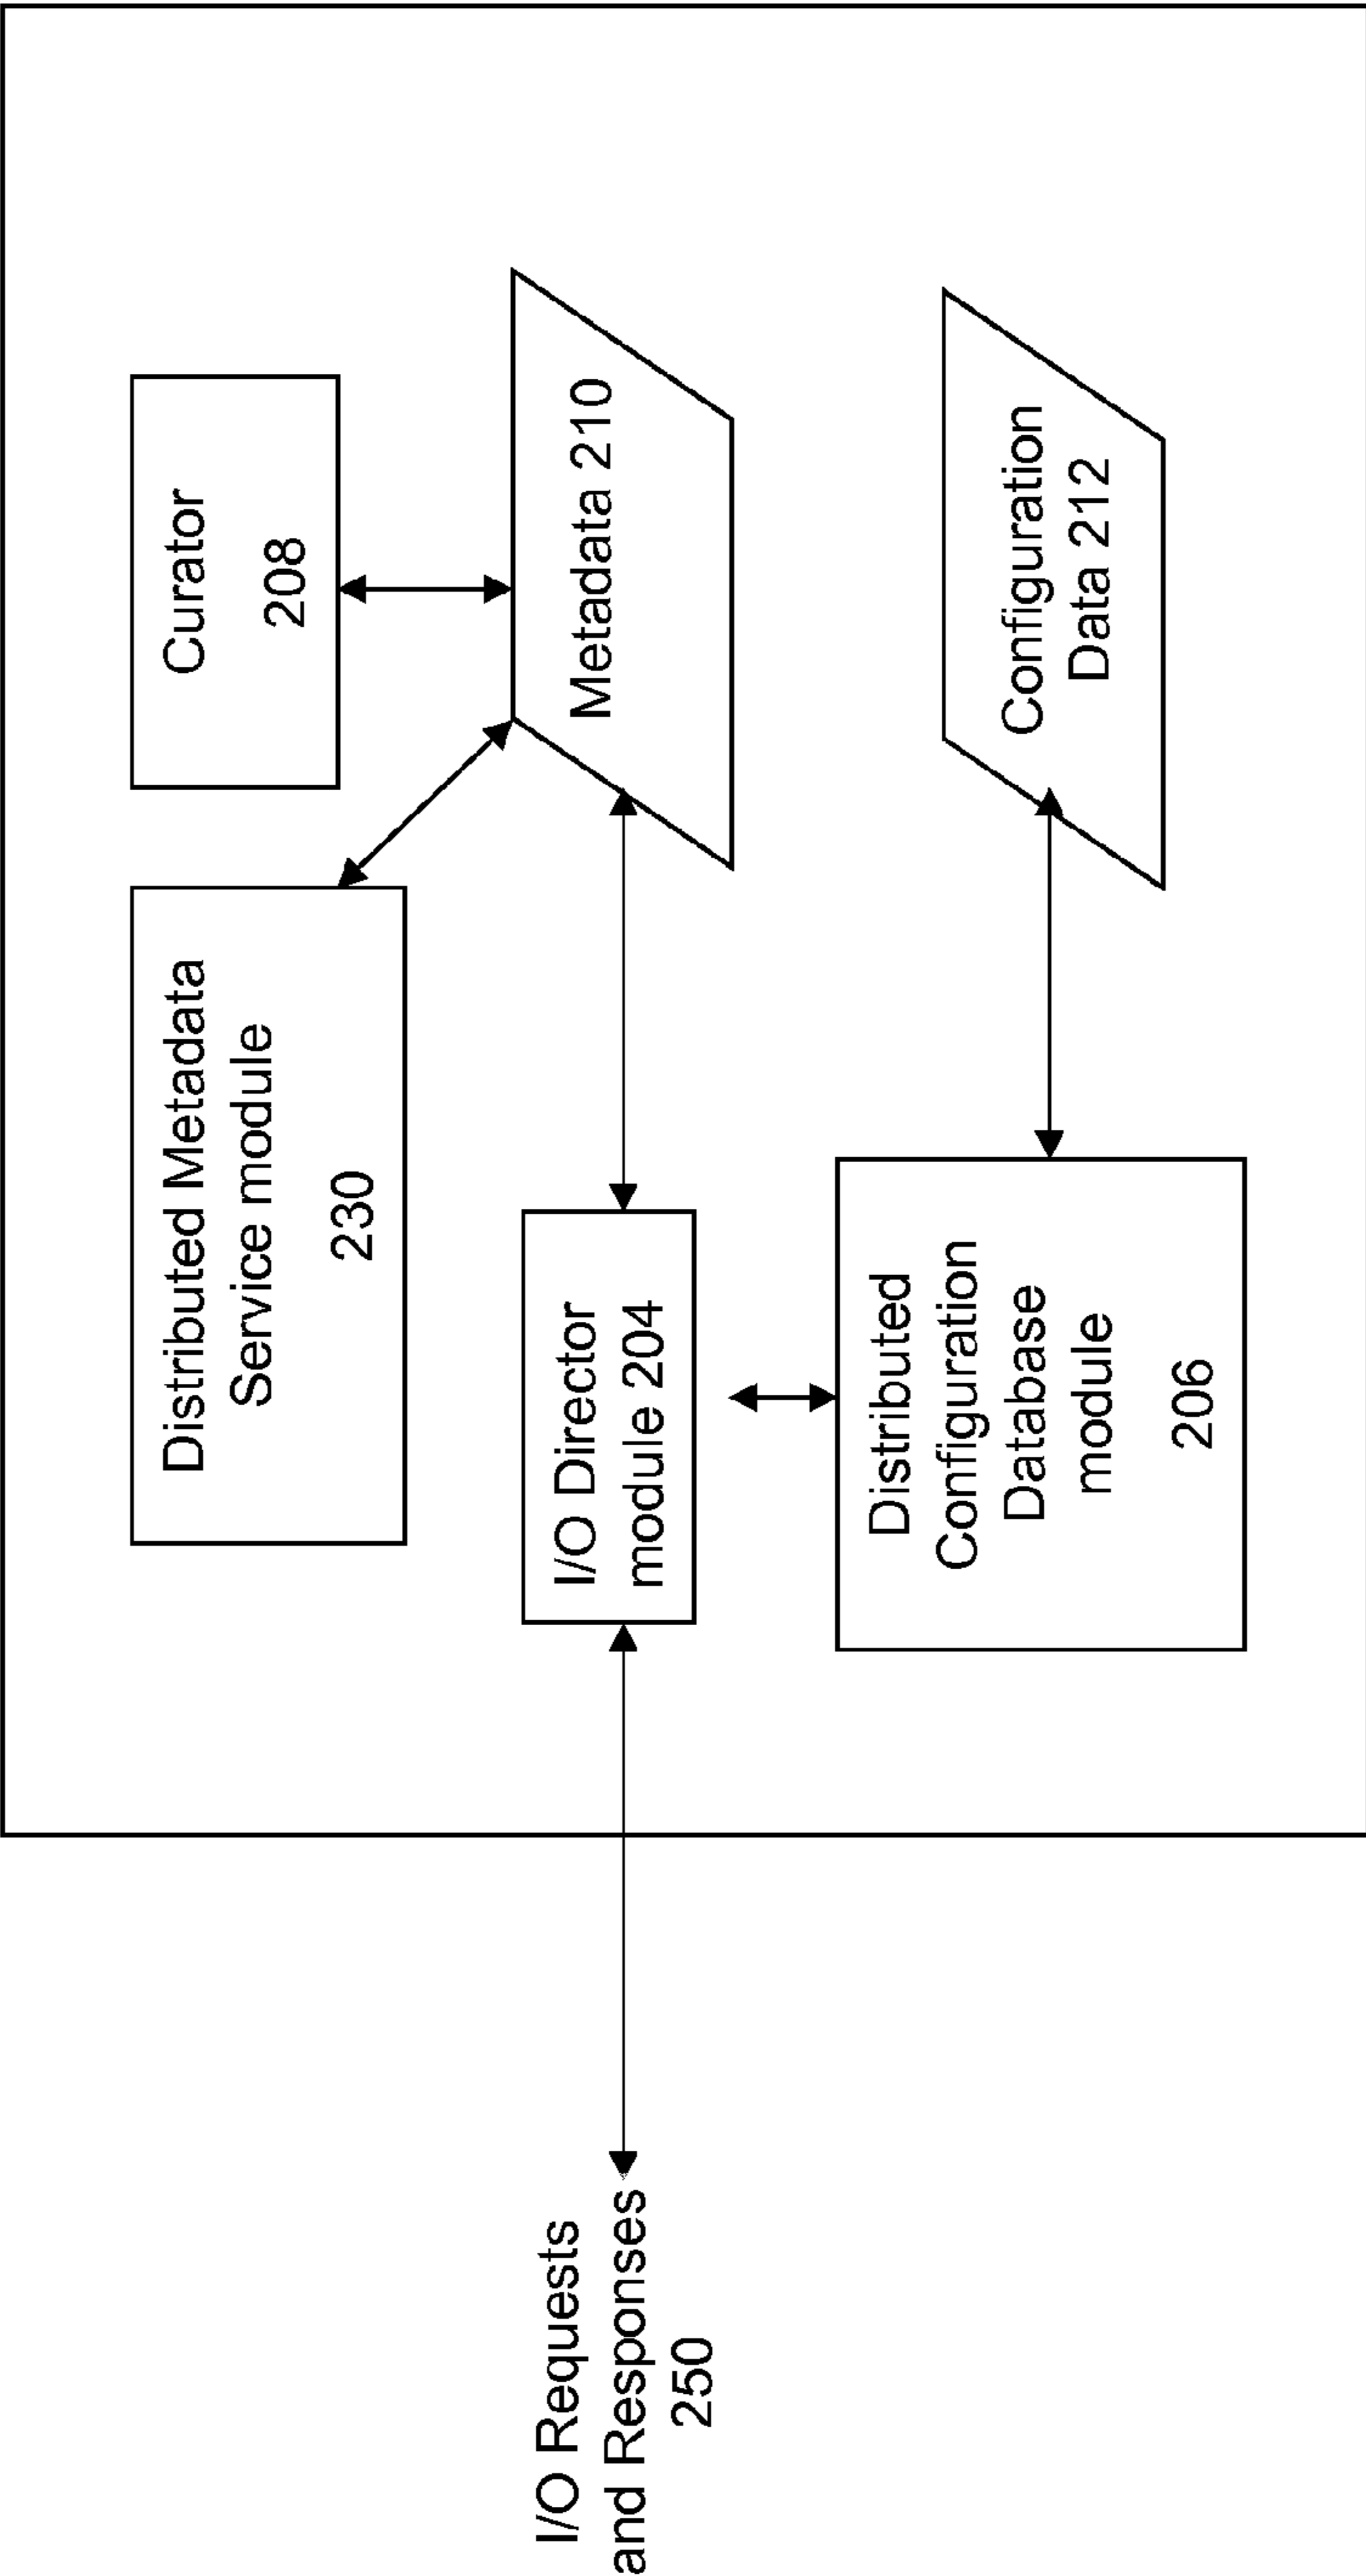 I/O Requests
and Responses
250
Distributed Metadata
Service module
230
Curator
208
I/O Director
module 204
Metadata 210
Distributed
Configuration
Database
module
206
Configuration
Data 212